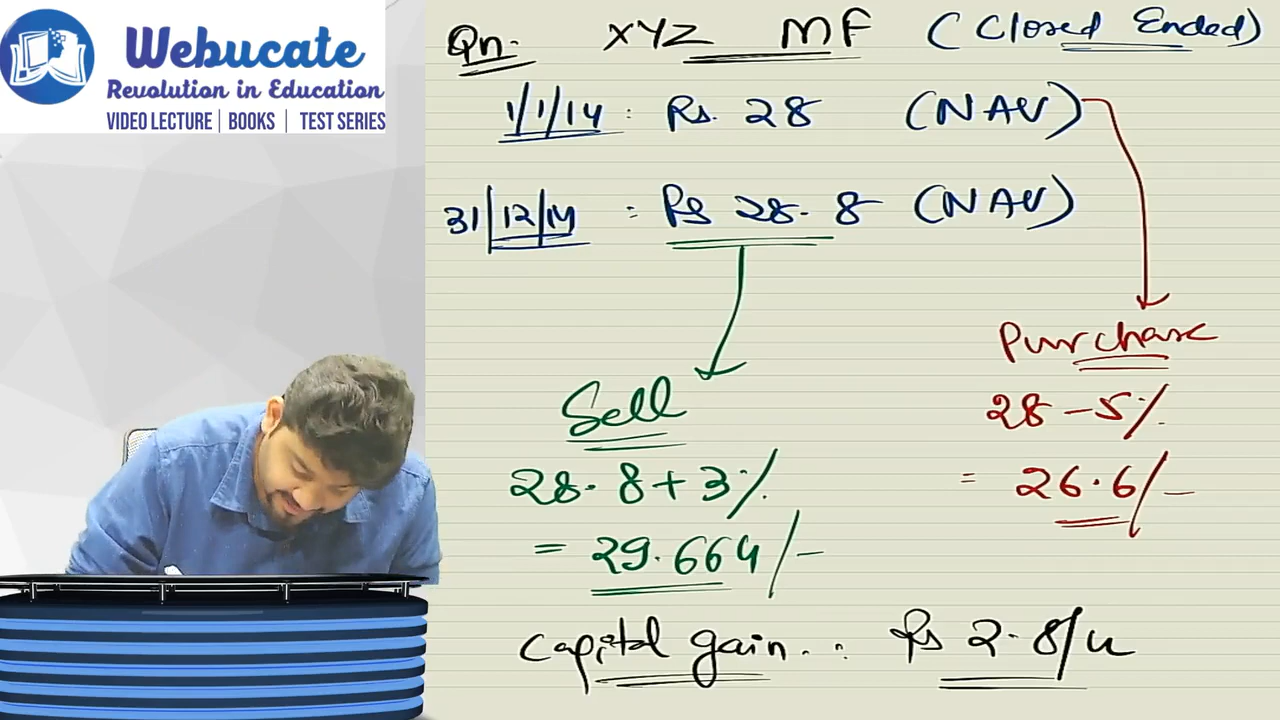 Webucate
Revolution in Education
VIDEO LECTURE | BOOKS | TEST SERIES
Qn. XYZ MF (Closed Ended)
1/1/14 : Rs. 28 (NAV)
31/12/14 : Rs 28.8 (NAV)
Purchase
28 - 5%
= 26.6/-
Sell
28.8 + 3%
= 29.664/-
Capital gain : Rs 2.8/u